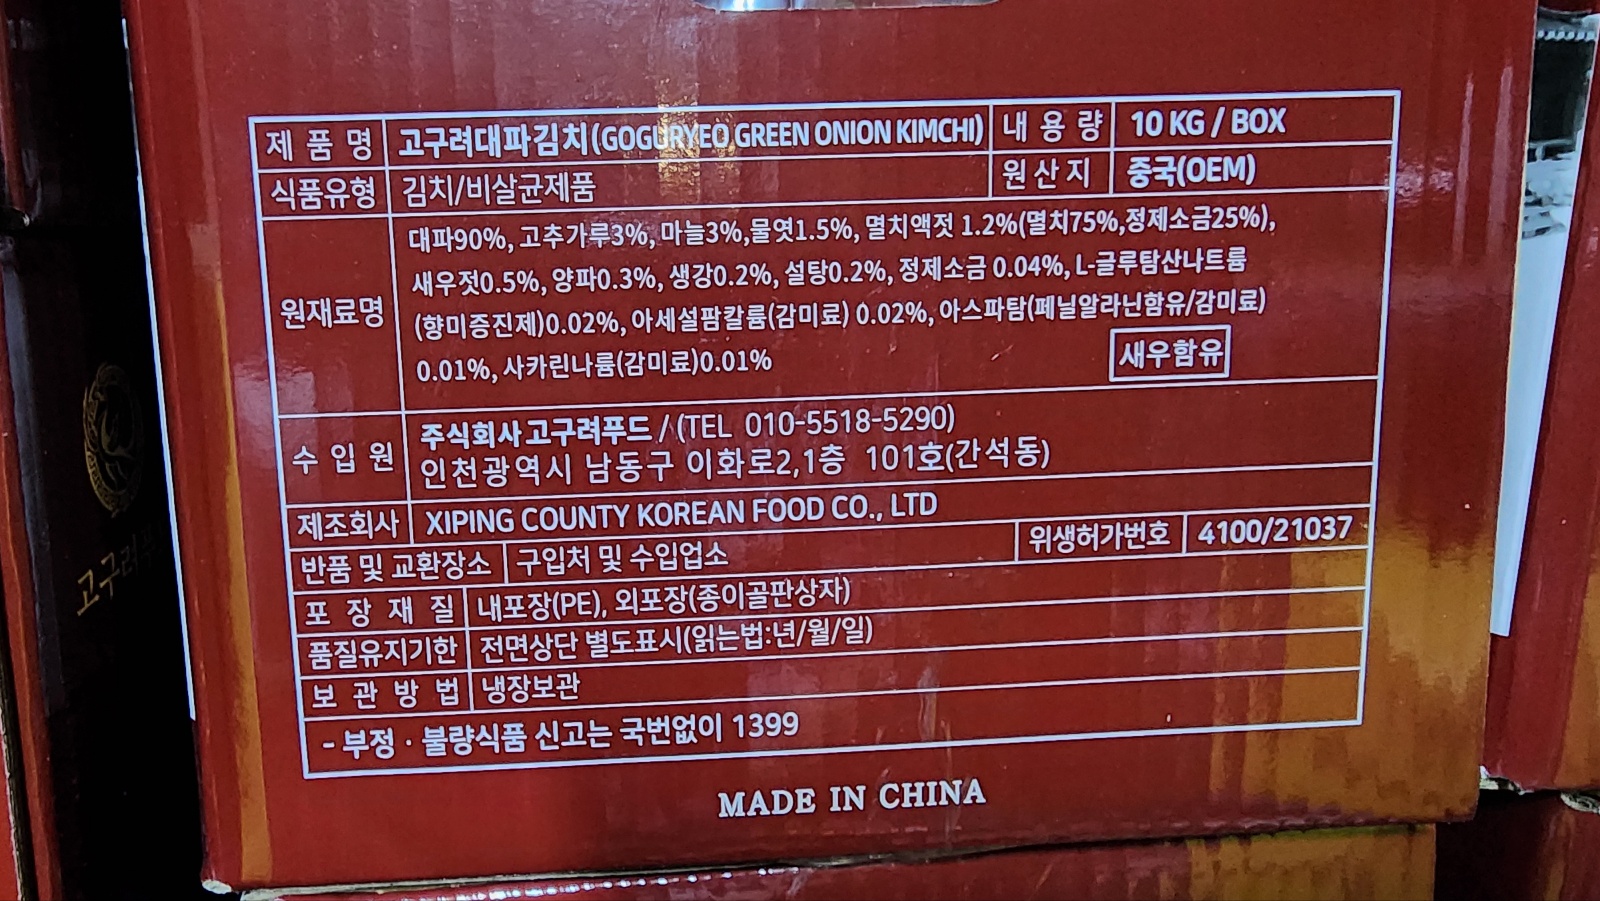 제 품 명 고구려대파김치(GOGURYEO GREEN ONION KIMCHI) 내 용 량 10 KG / BOX
식품유형 김치/비살균제품 원 산 지 중국(OEM)
원재료명 대파90%, 고추가루3%, 마늘3%,물엿1.5%, 멸치액젓 1.2%(멸치75%,정제소금25%),
새우젓0.5%, 양파0.3%, 생강0.2%, 설탕0.2%, 정제소금 0.04%, L-글루탐산나트륨
(향미증진제)0.02%, 아세설팜칼륨(감미료) 0.02%, 아스파탐(페닐알라닌함유/감미료)
0.01%, 사카린나륨(감미료)0.01% 새우함유
수 입 원 주식회사고구려푸드 / (TEL 010-5518-5290)
인천광역시 남동구 이화로2,1층 101호(간석동)
제조회사 XIPING COUNTY KOREAN FOOD CO., LTD
반품 및 교환장소 구입처 및 수입업소 위생허가번호 4100/21037
포 장 재 질 내포장(PE), 외포장(종이골판상자)
품질유지기한 전면상단 별도표시(읽는법:년/월/일)
보 관 방 법 냉장보관
- 부정 · 불량식품 신고는 국번없이 1399
MADE IN CHINA
고구려